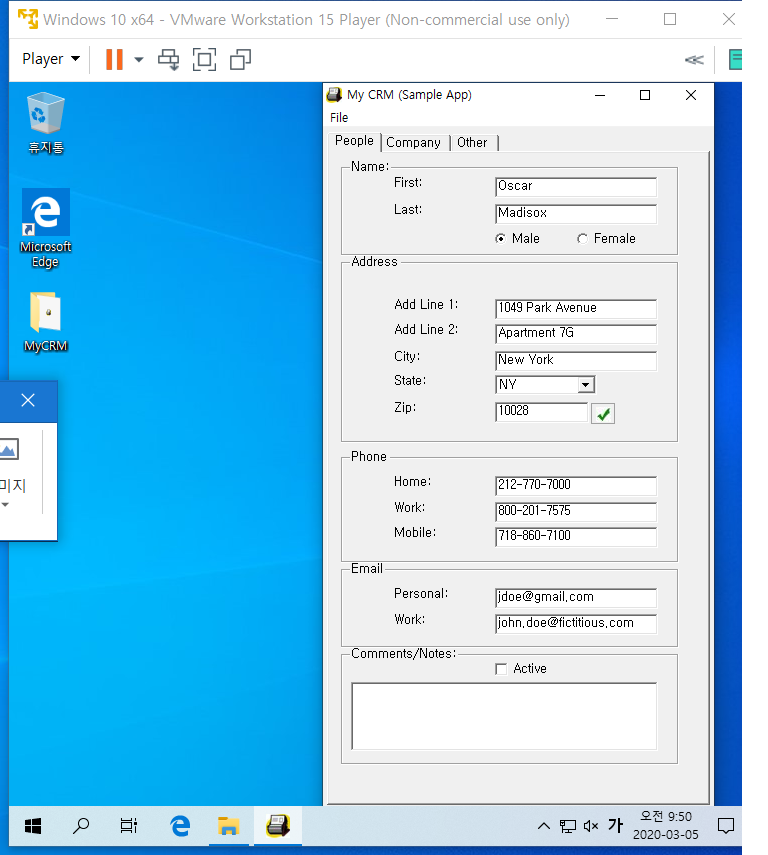 Windows 10 x64 - VMware Workstation 15 Player (Non-commercial use only)
Player
My CRM (Sample App)
File
People Company Other
Name:
First: Oscar
Last: Madisox
Male Female
Address
Add Line 1: 1049 Park Avenue
Add Line 2: Apartment 7G
City: New York
State: NY
Zip: 10028
Phone
Home: 212-770-7000
Work: 800-201-7575
Mobile: 718-860-7100
Email
Personal: jdoe@gmail.com
Work: john.doe@fictitious.com
Comments/Notes:
Active
휴지통
Microsoft
Edge
MyCRM
미지
가
오전 9:50
2020-03-05